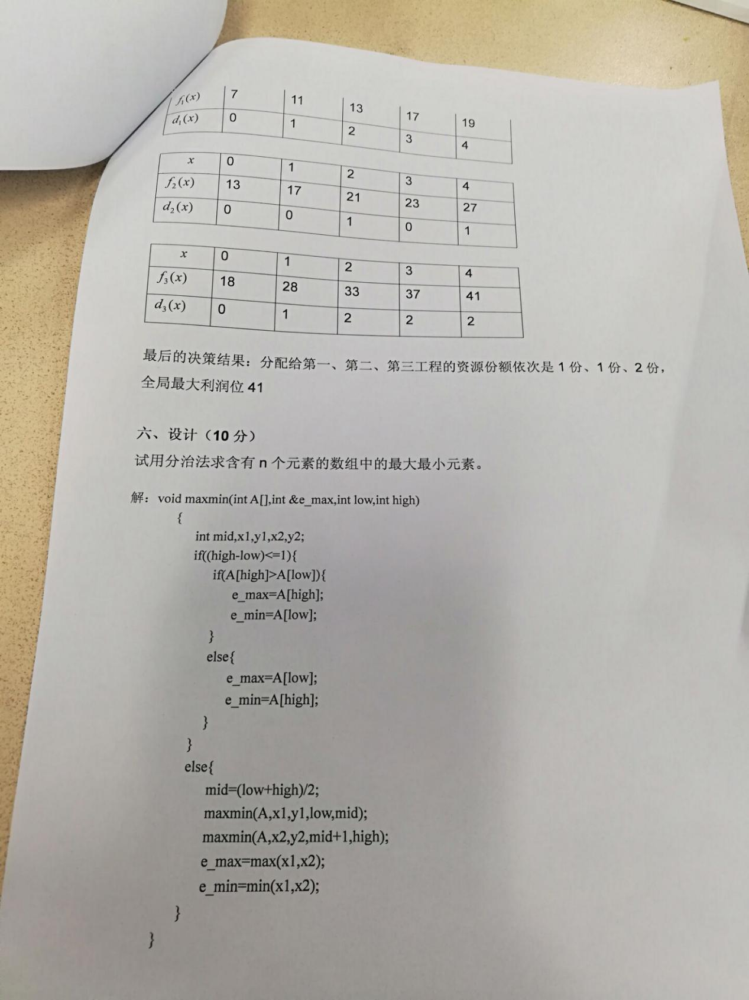 f₁(x) 7 11 13 17 19
d₁(x) 0 1 2 3 4
x 0 1 2 3 4
f₂(x) 13 17 21 23 27
d₂(x) 0 0 1 0 1
x 0 1 2 3 4
f₃(x) 18 28 33 37 41
d₃(x) 0 1 2 2 2
最后的决策结果：分配给第一、第二、第三工程的资源份额依次是 1 份、1 份、2 份，
全局最大利润位 41
六、设计（10 分）
试用分治法求含有 n 个元素的数组中的最大最小元素。
解：void maxmin(int A[],int &e_max,int low,int high)
{
int mid,x1,y1,x2,y2;
if((high-low)<=1){
if(A[high]>A[low]){
e_max=A[high];
e_min=A[low];
}
else{
e_max=A[low];
e_min=A[high];
}
}
else{
mid=(low+high)/2;
maxmin(A,x1,y1,low,mid);
maxmin(A,x2,y2,mid+1,high);
e_max=max(x1,x2);
e_min=min(x1,x2);
}
}